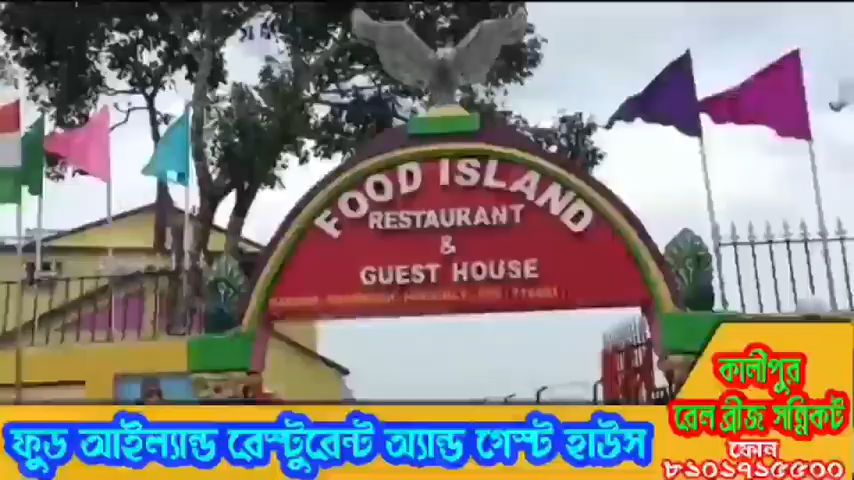 FOOD ISLAND
RESTAURANT
&
GUEST HOUSE
কালীপুর
রেল ব্রীজ সন্নিকট
ফোন
৮১০১৭১৫৫০০
ফুড আইল্যান্ড রেস্টুরেন্ট অ্যান্ড গেস্ট হাউস